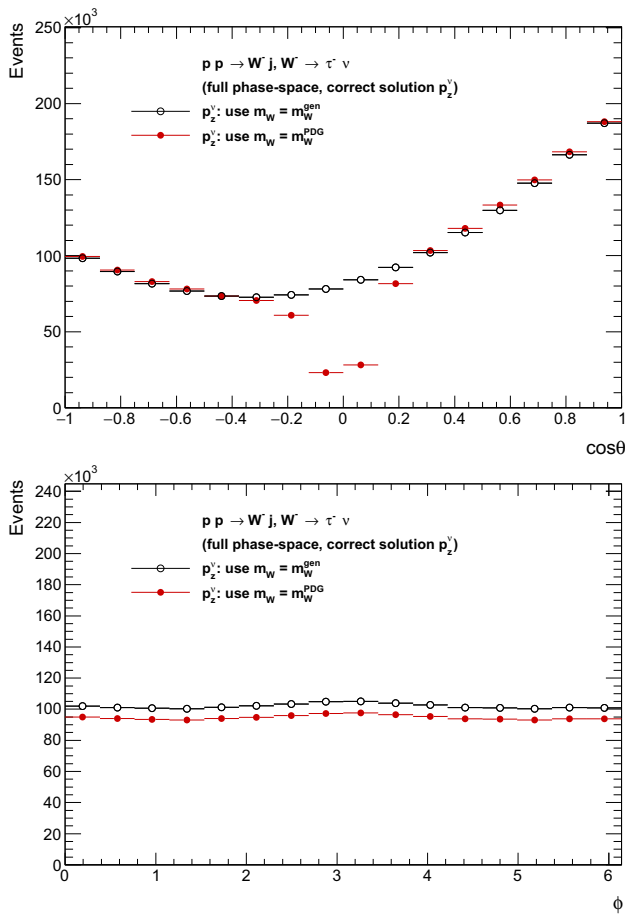 ×10³
Events
250
200
150
100
50
0
p p → W⁻ j, W⁻ → τ⁻ ν
(full phase-space, correct solution p_z^ν)
p_z^ν: use m_W = m_W^gen
p_z^ν: use m_W = m_W^PDG
−1 −0.8 −0.6 −0.4 −0.2 0 0.2 0.4 0.6 0.8 1
cosθ
×10³
Events
240
220
200
180
160
140
120
100
80
60
40
20
0
p p → W⁻ j, W⁻ → τ⁻ ν
(full phase-space, correct solution p_z^ν)
p_z^ν: use m_W = m_W^gen
p_z^ν: use m_W = m_W^PDG
0 1 2 3 4 5 6
ϕ